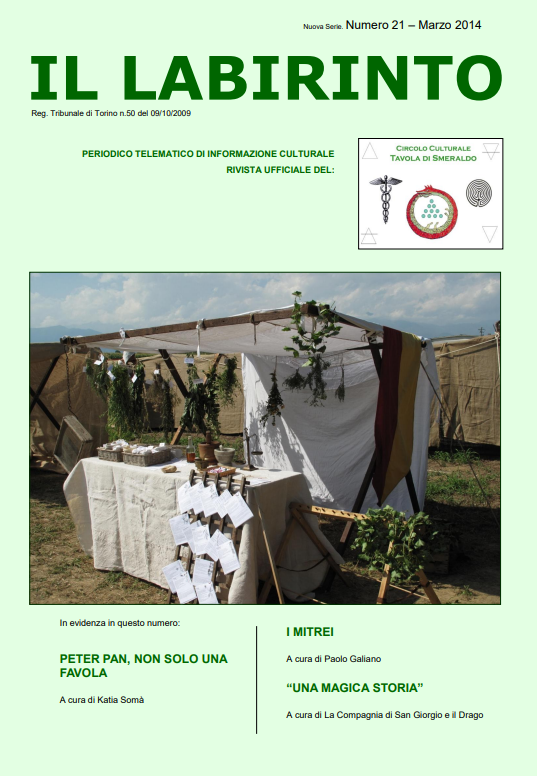 Nuova Serie. Numero 21 – Marzo 2014
IL LABIRINTO
Reg. Tribunale di Torino n.50 del 09/10/2009
PERIODICO TELEMATICO DI INFORMAZIONE CULTURALE
RIVISTA UFFICIALE DEL:
Circolo Culturale
Tavola di Smeraldo
In evidenza in questo numero:
PETER PAN, NON SOLO UNA
FAVOLA
A cura di Katia Somà
I MITREI
A cura di Paolo Galiano
“UNA MAGICA STORIA”
A cura di La Compagnia di San Giorgio e il Drago